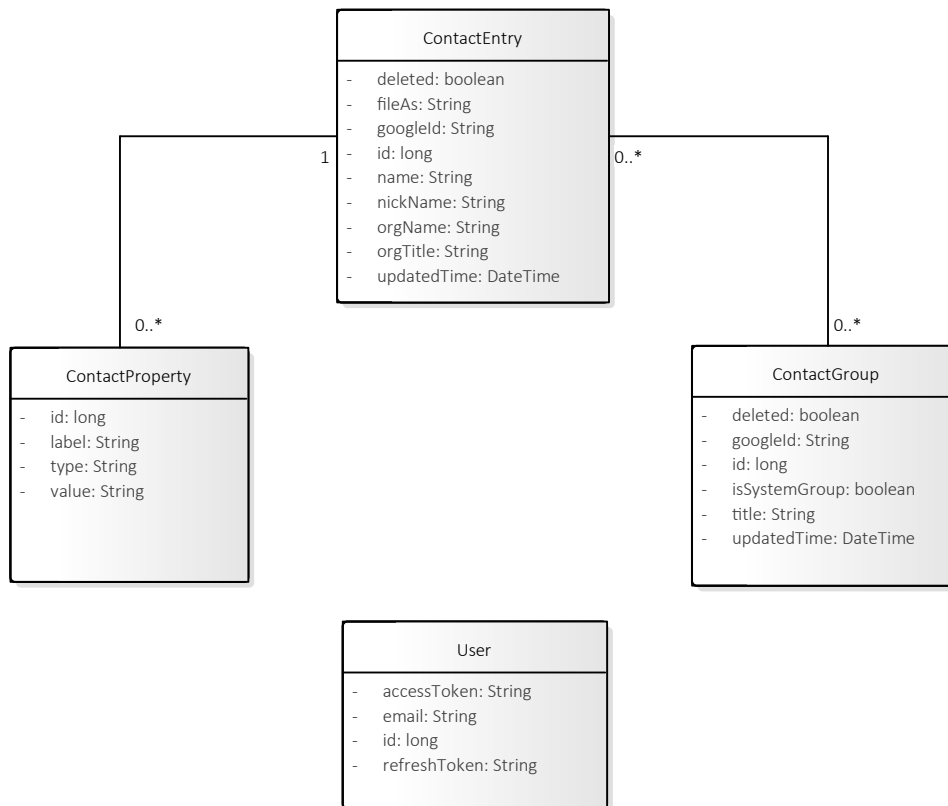 ContactEntry
- deleted: boolean
- fileAs: String
- googleId: String
- id: long
- name: String
- nickName: String
- orgName: String
- orgTitle: String
- updatedTime: DateTime
1
0..*
0..*
0..*
ContactProperty
- id: long
- label: String
- type: String
- value: String
ContactGroup
- deleted: boolean
- googleId: String
- id: long
- isSystemGroup: boolean
- title: String
- updatedTime: DateTime
User
- accessToken: String
- email: String
- id: long
- refreshToken: String